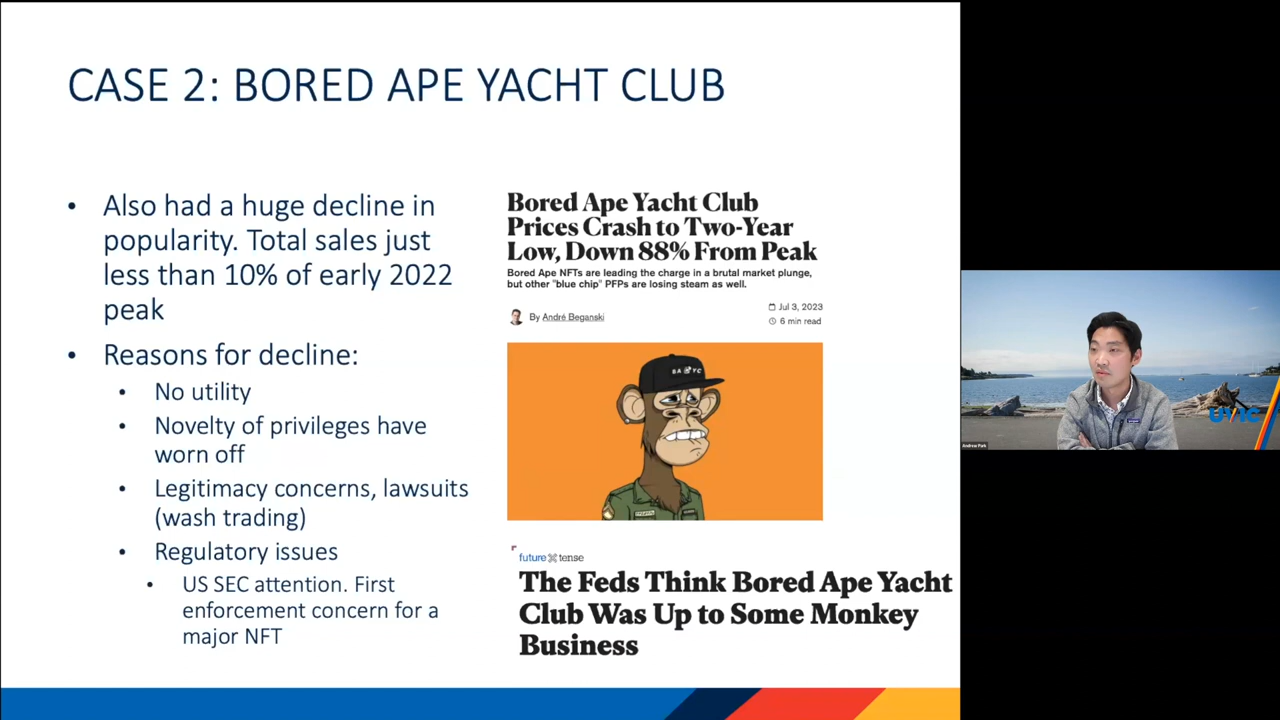 CASE 2: BORED APE YACHT CLUB
• Also had a huge decline in
popularity. Total sales just
less than 10% of early 2022
peak
• Reasons for decline:
• No utility
• Novelty of privileges have
worn off
• Legitimacy concerns, lawsuits
(wash trading)
• Regulatory issues
• US SEC attention. First
enforcement concern for a
major NFT
Bored Ape Yacht Club
Prices Crash to Two-Year
Low, Down 88% From Peak
Bored Ape NFTs are leading the charge in a brutal market plunge,
but other "blue chip" PFPs are losing steam as well.
By André Beganski
Jul 3, 2023
6 min read
BAYC
future tense
The Feds Think Bored Ape Yacht
Club Was Up to Some Monkey
Business
UVIC
Andrew Park